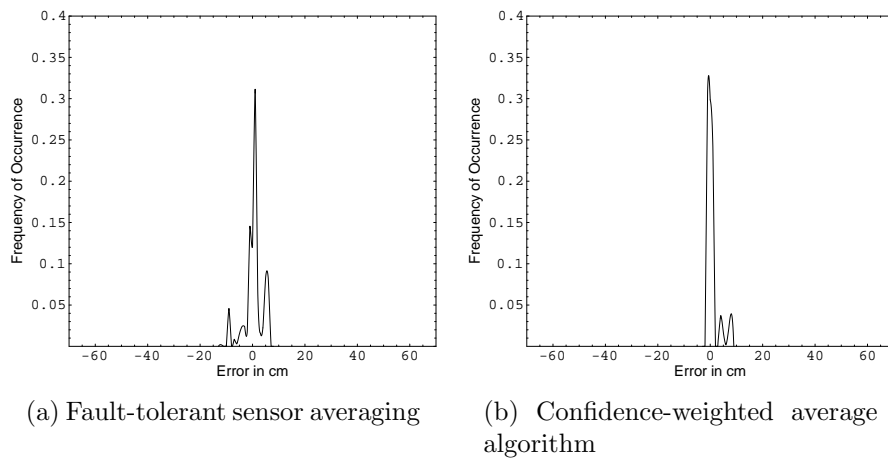 0.4
0.35
0.3
0.25
0.2
0.15
0.1
0.05
Frequency of Occurrence
-60 -40 -20 0 20 40 60
Error in cm
(a) Fault-tolerant sensor averaging
0.4
0.35
0.3
0.25
0.2
0.15
0.1
0.05
Frequency of Occurrence
-60 -40 -20 0 20 40 60
Error in cm
(b) Confidence-weighted average
algorithm